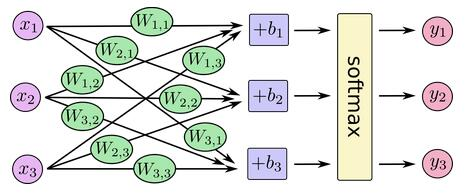 x₁ W₁,₁ +b₁ y₁
W₂,₁
W₁,₂ W₁,₃
x₂ W₂,₂ +b₂ softmax y₂
W₃,₂
W₃,₁
W₂,₃
x₃ W₃,₃ +b₃ y₃